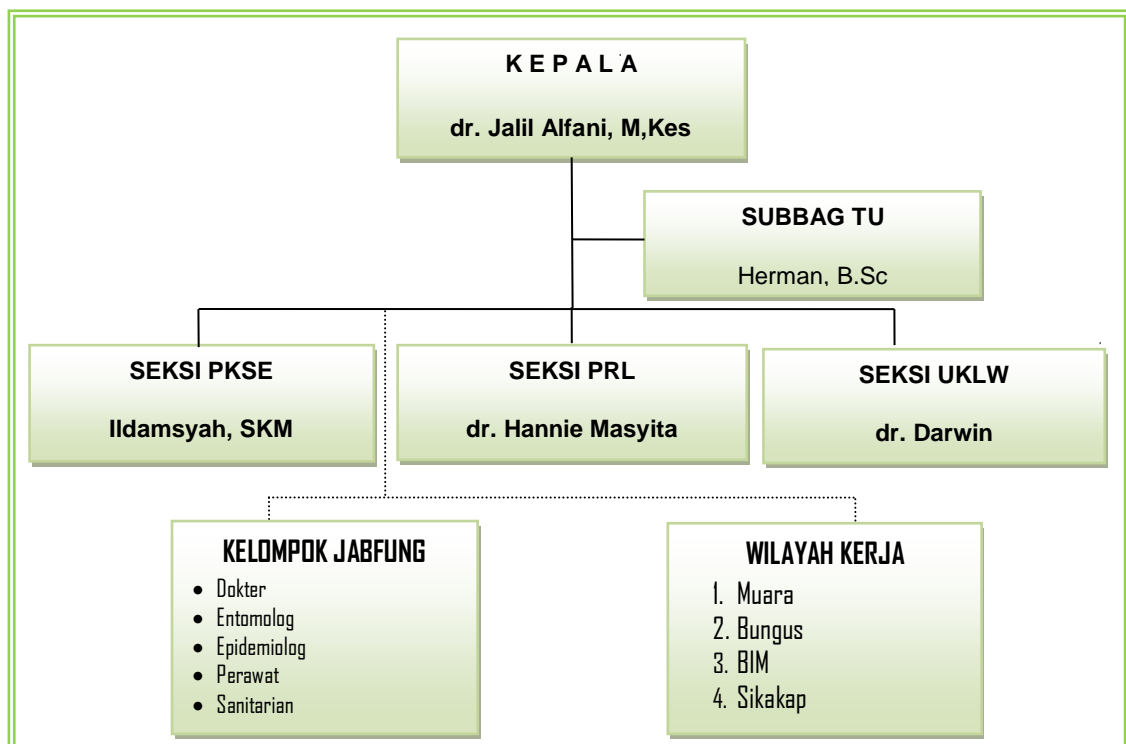 K E P A L A
dr. Jalil Alfani, M,Kes
SUBBAG TU
Herman, B.Sc
SEKSI PKSE
Ildamsyah, SKM
SEKSI PRL
dr. Hannie Masyita
SEKSI UKLW
dr. Darwin
KELOMPOK JABFUNG
• Dokter
• Entomolog
• Epidemiolog
• Perawat
• Sanitarian
WILAYAH KERJA
1. Muara
2. Bungus
3. BIM
4. Sikakap